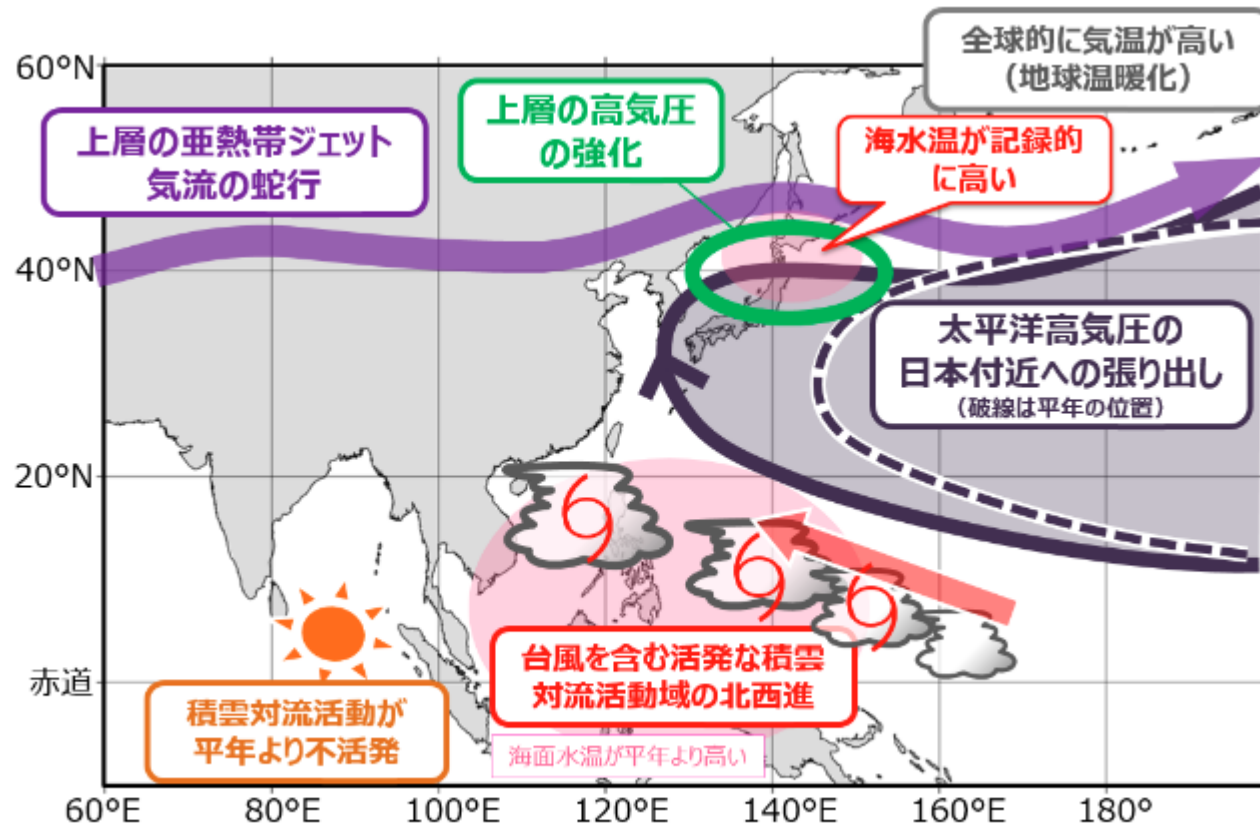 全球的に気温が高い
(地球温暖化)
60°N
上層の高気圧
の強化
上層の亜熱帯ジェット
気流の蛇行
海水温が記録的
に高い
40°N
太平洋高気圧の
日本付近への張り出し
(破線は平年の位置)
20°N
台風を含む活発な積雲
対流活動域の北西進
赤道
積雲対流活動が
平年より不活発
海面水温が平年より高い
60°E
80°E
100°E
120°E
140°E
160°E
180°